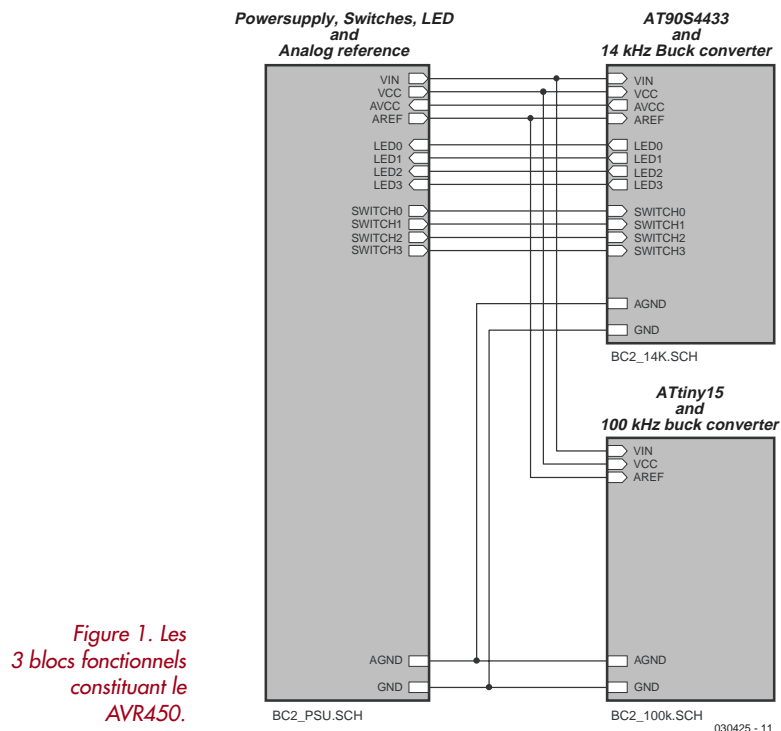 Powersupply, Switches, LED
and
Analog reference
VIN
VCC
AVCC
AREF
LED0
LED1
LED2
LED3
SWITCH0
SWITCH1
SWITCH2
SWITCH3
AGND
GND
BC2_PSU.SCH
AT90S4433
and
14 kHz Buck converter
VIN
VCC
AVCC
AREF
LED0
LED1
LED2
LED3
SWITCH0
SWITCH1
SWITCH2
SWITCH3
AGND
GND
BC2_14K.SCH
ATtiny15
and
100 kHz buck converter
VIN
VCC
AREF
AGND
GND
BC2_100k.SCH
030425 - 11
Figure 1. Les
3 blocs fonctionnels
constituant le
AVR450.